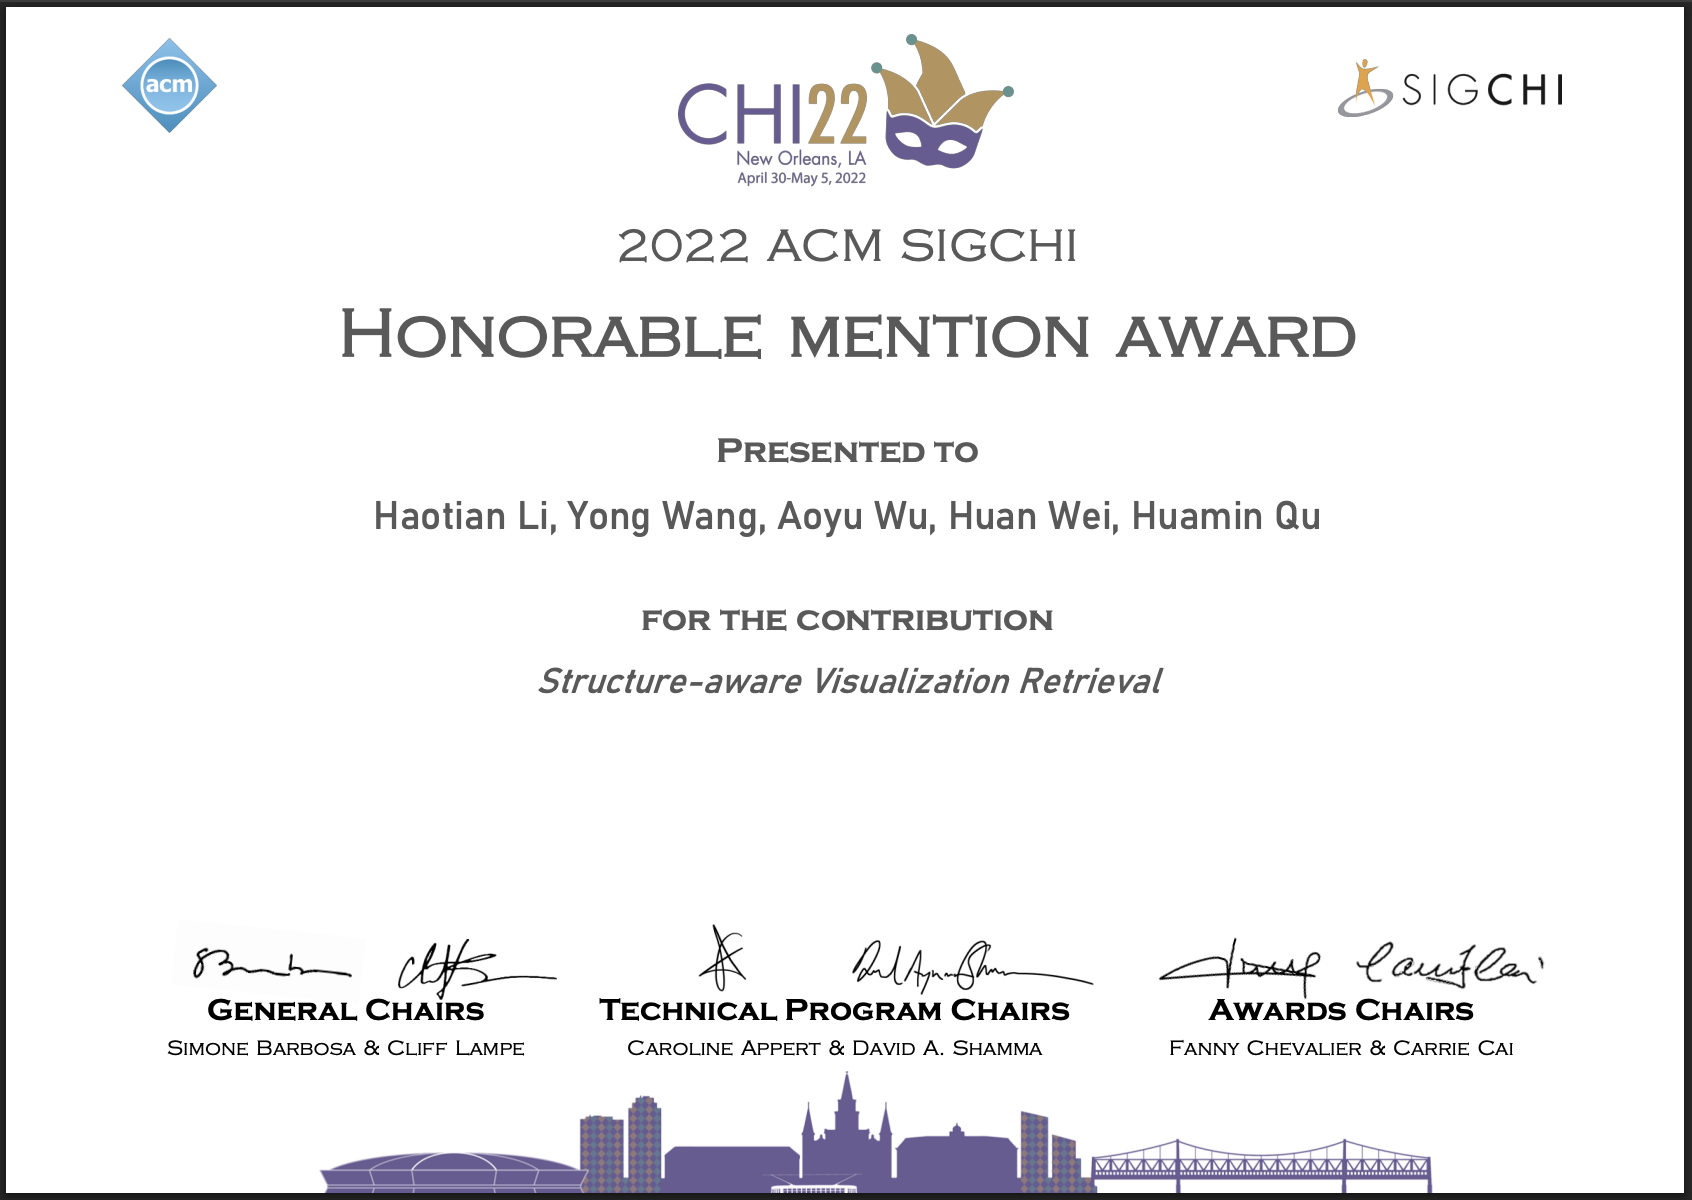 acm
CHI22
New Orleans, LA
April 30-May 5, 2022
SIGCHI
2022 ACM SIGCHI
HONORABLE MENTION AWARD
PRESENTED TO
Haotian Li, Yong Wang, Aoyu Wu, Huan Wei, Huamin Qu
FOR THE CONTRIBUTION
Structure-aware Visualization Retrieval
GENERAL CHAIRS
SIMONE BARBOSA & CLIFF LAMPE
TECHNICAL PROGRAM CHAIRS
CAROLINE APPERT & DAVID A. SHAMMA
AWARDS CHAIRS
FANNY CHEVALIER & CARRIE CAI